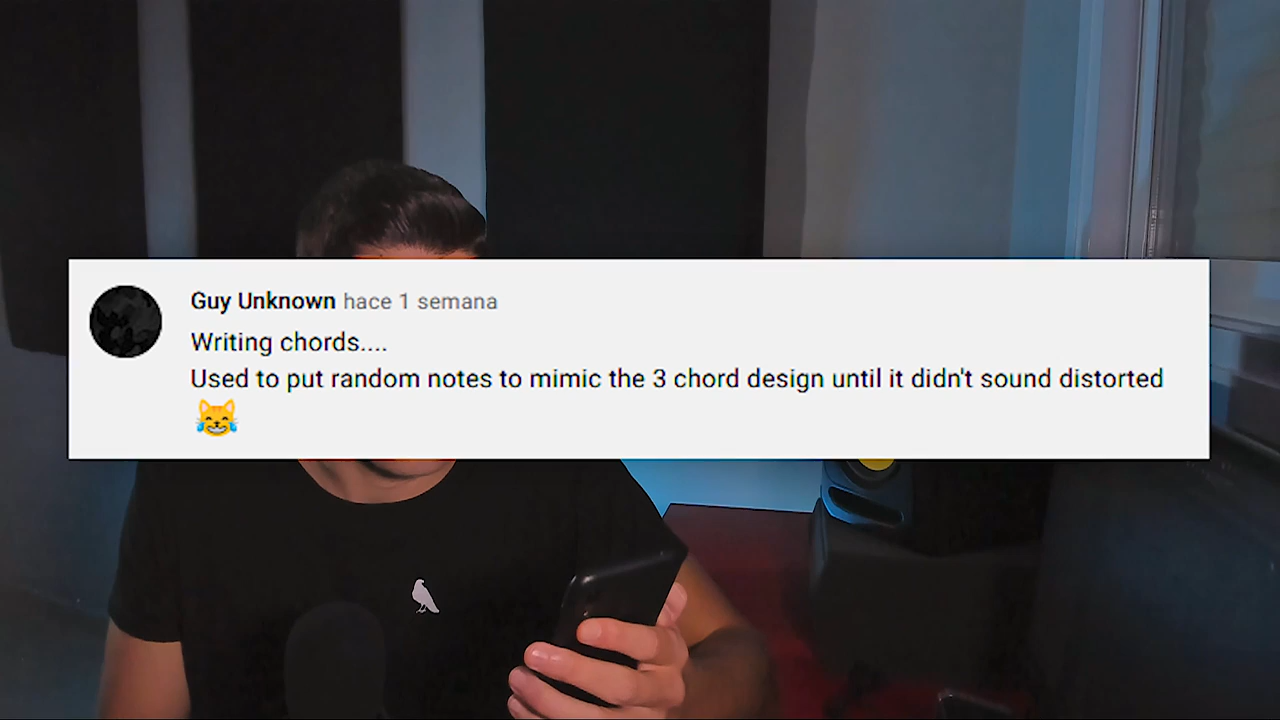 Guy Unknown hace 1 semana
Writing chords....
Used to put random notes to mimic the 3 chord design until it didn't sound distorted
😹